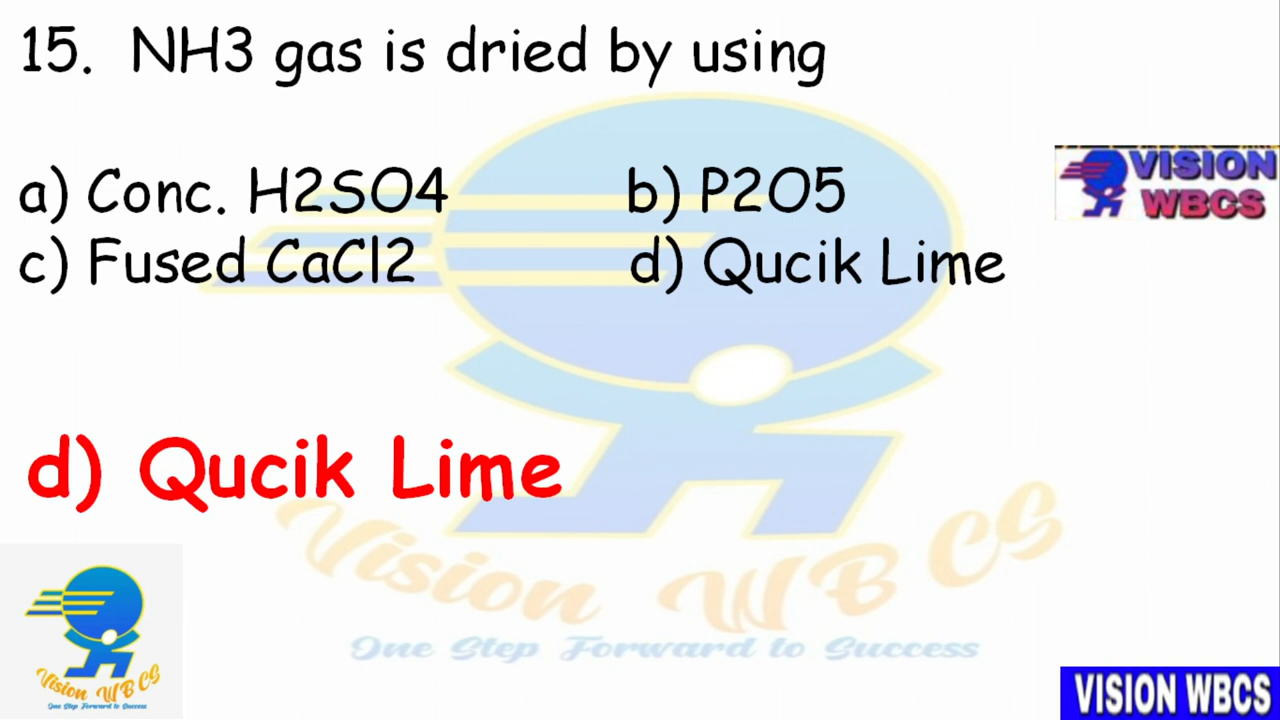 15. NH3 gas is dried by using
a) Conc. H2SO4 b) P2O5
VISION
WBCS
c) Fused CaCl2 d) Qucik Lime
d) Qucik Lime
Vision WBCS
One Step Forward to Success
Vision WBCS
One Step Forward to Success
VISION WBCS